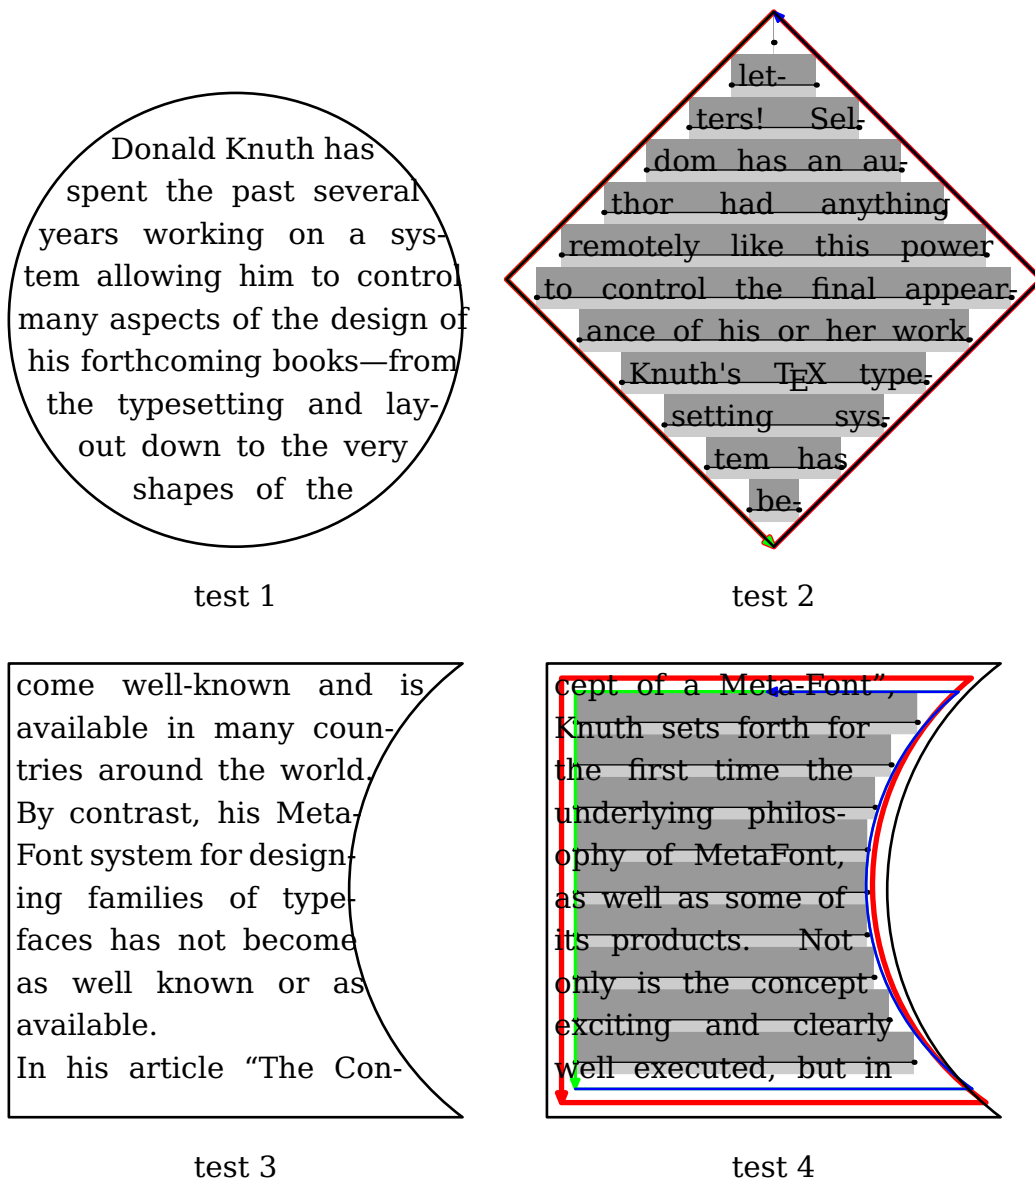 Donald Knuth has
spent the past several
years working on a sys-
tem allowing him to control
many aspects of the design of
his forthcoming books—from
the typesetting and lay-
out down to the very
shapes of the
test 1
let-
ters! Sel-
dom has an au-
thor had anything
remotely like this power
to control the final appear-
ance of his or her work.
Knuth's TEX type-
setting sys-
tem has
be-
test 2
come well-known and is
available in many coun-
tries around the world.
By contrast, his Meta-
Font system for design-
ing families of type-
faces has not become
as well known or as
available.
In his article “The Con-
test 3
cept of a Meta-Font”,
Knuth sets forth for
the first time the
underlying philos-
ophy of MetaFont,
as well as some of
its products. Not
only is the concept
exciting and clearly
well executed, but in
test 4